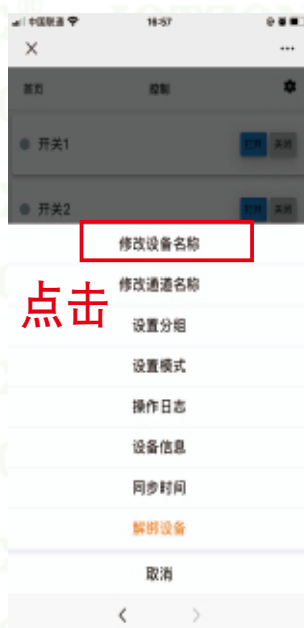 中国联通 16:57
首页 控制
开关1 打开 关闭
开关2 打开 关闭
修改设备名称
修改通道名称
点击
设置分组
设置模式
操作日志
设备信息
同步时间
解绑设备
取消